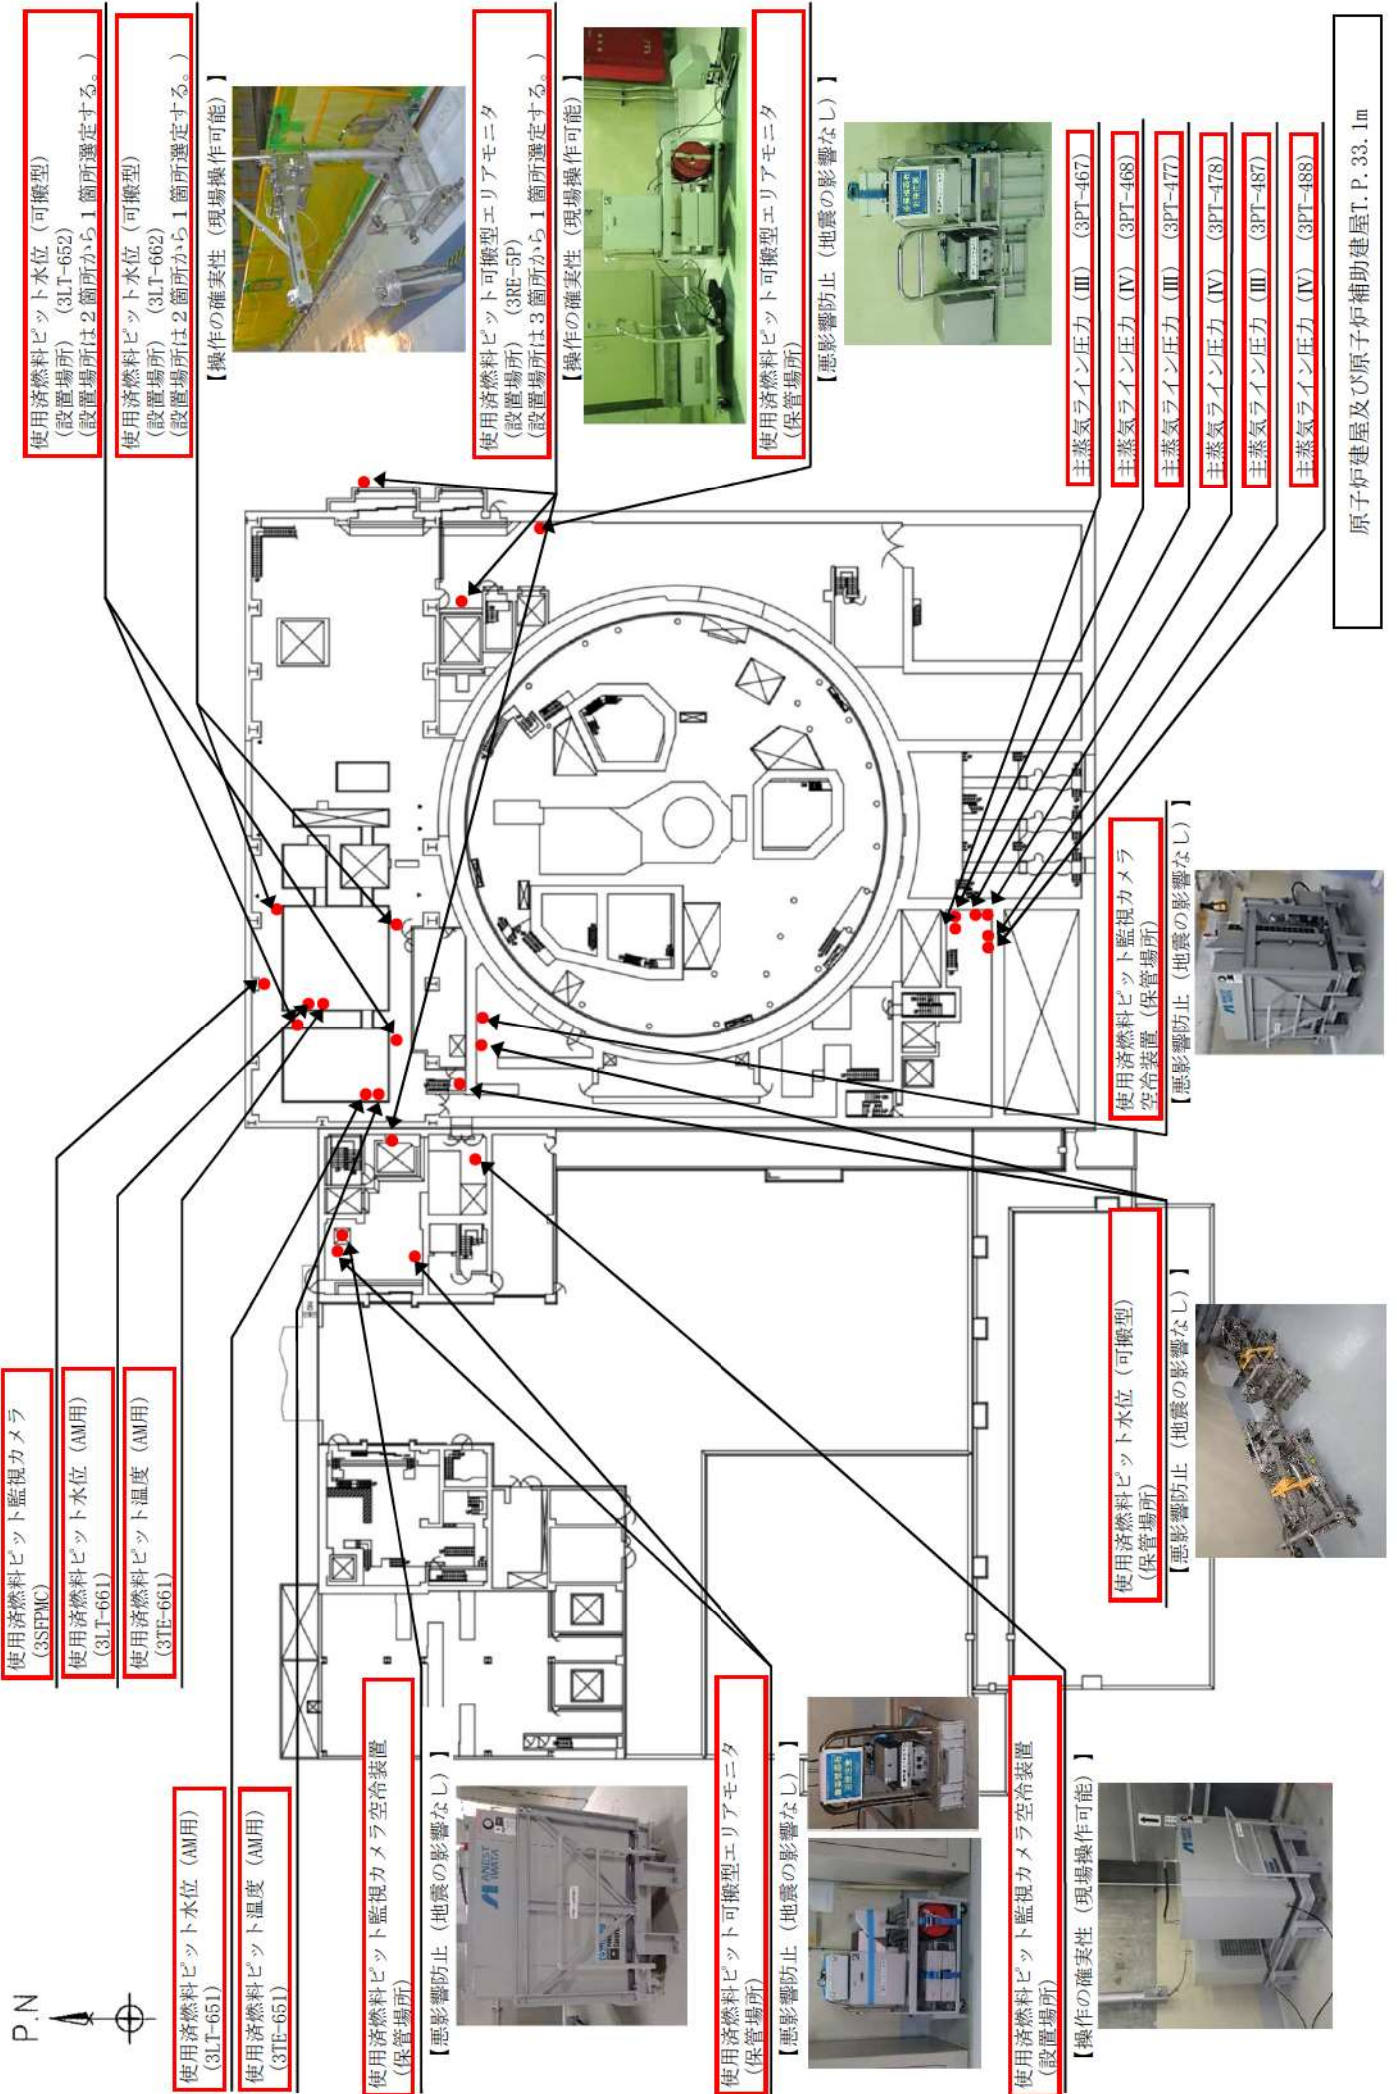 P.N
使用済燃料ピット監視カメラ
(3SFPMC)
使用済燃料ピット水位（AM用）
(3LT-661)
使用済燃料ピット温度（AM用）
(3TE-661)
使用済燃料ピット水位（AM用）
(3LT-651)
使用済燃料ピット温度（AM用）
(3TE-651)
使用済燃料ピット監視カメラ空冷装置
(保管場所)
【悪影響防止（地震の影響なし）】
ANEST
IWATA
使用済燃料ピット可搬型エリアモニタ
(保管場所)
【悪影響防止（地震の影響なし）】
使用済燃料ピット監視カメラ空冷装置
(設置場所)
【操作の確実性（現場操作可能）】
使用済燃料ピット水位（可搬型）
(設置場所)　(3LT-652)
(設置場所は2箇所から1箇所選定する。)
使用済燃料ピット水位（可搬型）
(設置場所)　(3LT-662)
(設置場所は2箇所から1箇所選定する。)
【操作の確実性（現場操作可能）】
使用済燃料ピット可搬型エリアモニタ
(設置場所)　(3RE-5P)
(設置場所は3箇所から1箇所選定する。)
【操作の確実性（現場操作可能）】
使用済燃料ピット可搬型エリアモニタ
(保管場所)
【悪影響防止（地震の影響なし）】
主蒸気ライン圧力（Ⅲ）（3PT-467)
主蒸気ライン圧力（Ⅳ）（3PT-468)
主蒸気ライン圧力（Ⅲ）（3PT-477)
主蒸気ライン圧力（Ⅳ）（3PT-478)
主蒸気ライン圧力（Ⅲ）（3PT-487)
主蒸気ライン圧力（Ⅳ）（3PT-488)
使用済燃料ピット監視カメラ
空冷装置（保管場所）
【悪影響防止（地震の影響なし）】
使用済燃料ピット水位（可搬型）
(保管場所)
【悪影響防止（地震の影響なし）】
原子炉建屋及び原子炉補助建屋T.P.33.1m